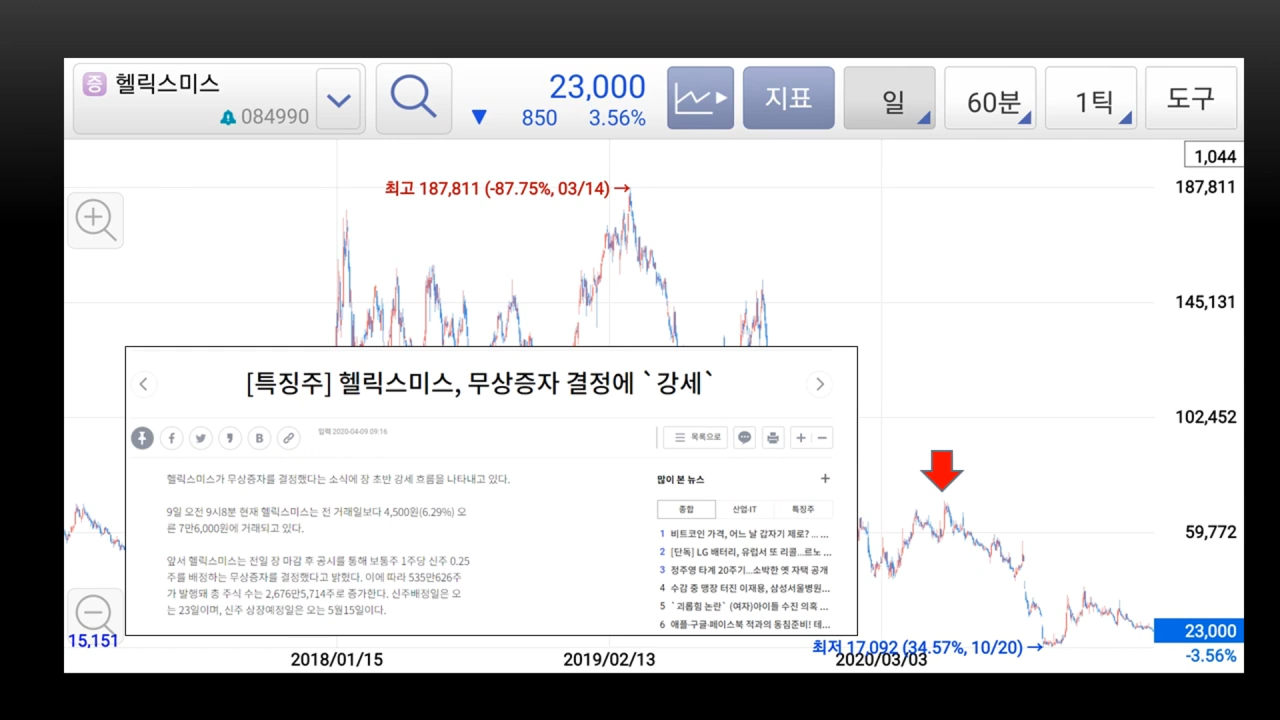 증 헬릭스미스
084990
23,000
▼ 850 3.56%
지표
일
60분
1틱
도구
1,044
최고 187,811 (-87.75%, 03/14) →
187,811
145,131
102,452
59,772
[특징주] 헬릭스미스, 무상증자 결정에 `강세`
입력 2020-04-09 09:16
목록으로
헬릭스미스가 무상증자를 결정했다는 소식에 장 초반 강세 흐름을 나타내고 있다.
9일 오전 9시8분 현재 헬릭스미스는 전 거래일보다 4,500원(6.29%) 오
른 7만6,000원에 거래되고 있다.
앞서 헬릭스미스는 전일 장 마감 후 공시를 통해 보통주 1주당 신주 0.25
주를 배정하는 무상증자를 결정했다고 밝혔다. 이에 따라 535만626주
가 발행돼 총 주식 수는 2,676만5,714주로 증가한다. 신주배정일은 오
는 23일이며, 신주 상장예정일은 오는 5월15일이다.
많이 본 뉴스 +
종합 산업·IT 특징주
1 비트코인 가격, 어느 날 갑자기 제로? ... ...
2 [단독] LG 배터리, 유럽서 또 리콜...르노 ...
3 정주영 타계 20주기...소박한 옛 자택 공개
4 수감 중 맹장 터진 이재용, 삼성서울병원...
5 `괴롭힘 논란` (여자)아이들 수진 의혹 ...
6 애플·구글·페이스북 적과의 동침준비! 테...
15,151
23,000
-3.56%
최저 17,092 (34.57%, 10/20) →
2018/01/15
2019/02/13
2020/03/03